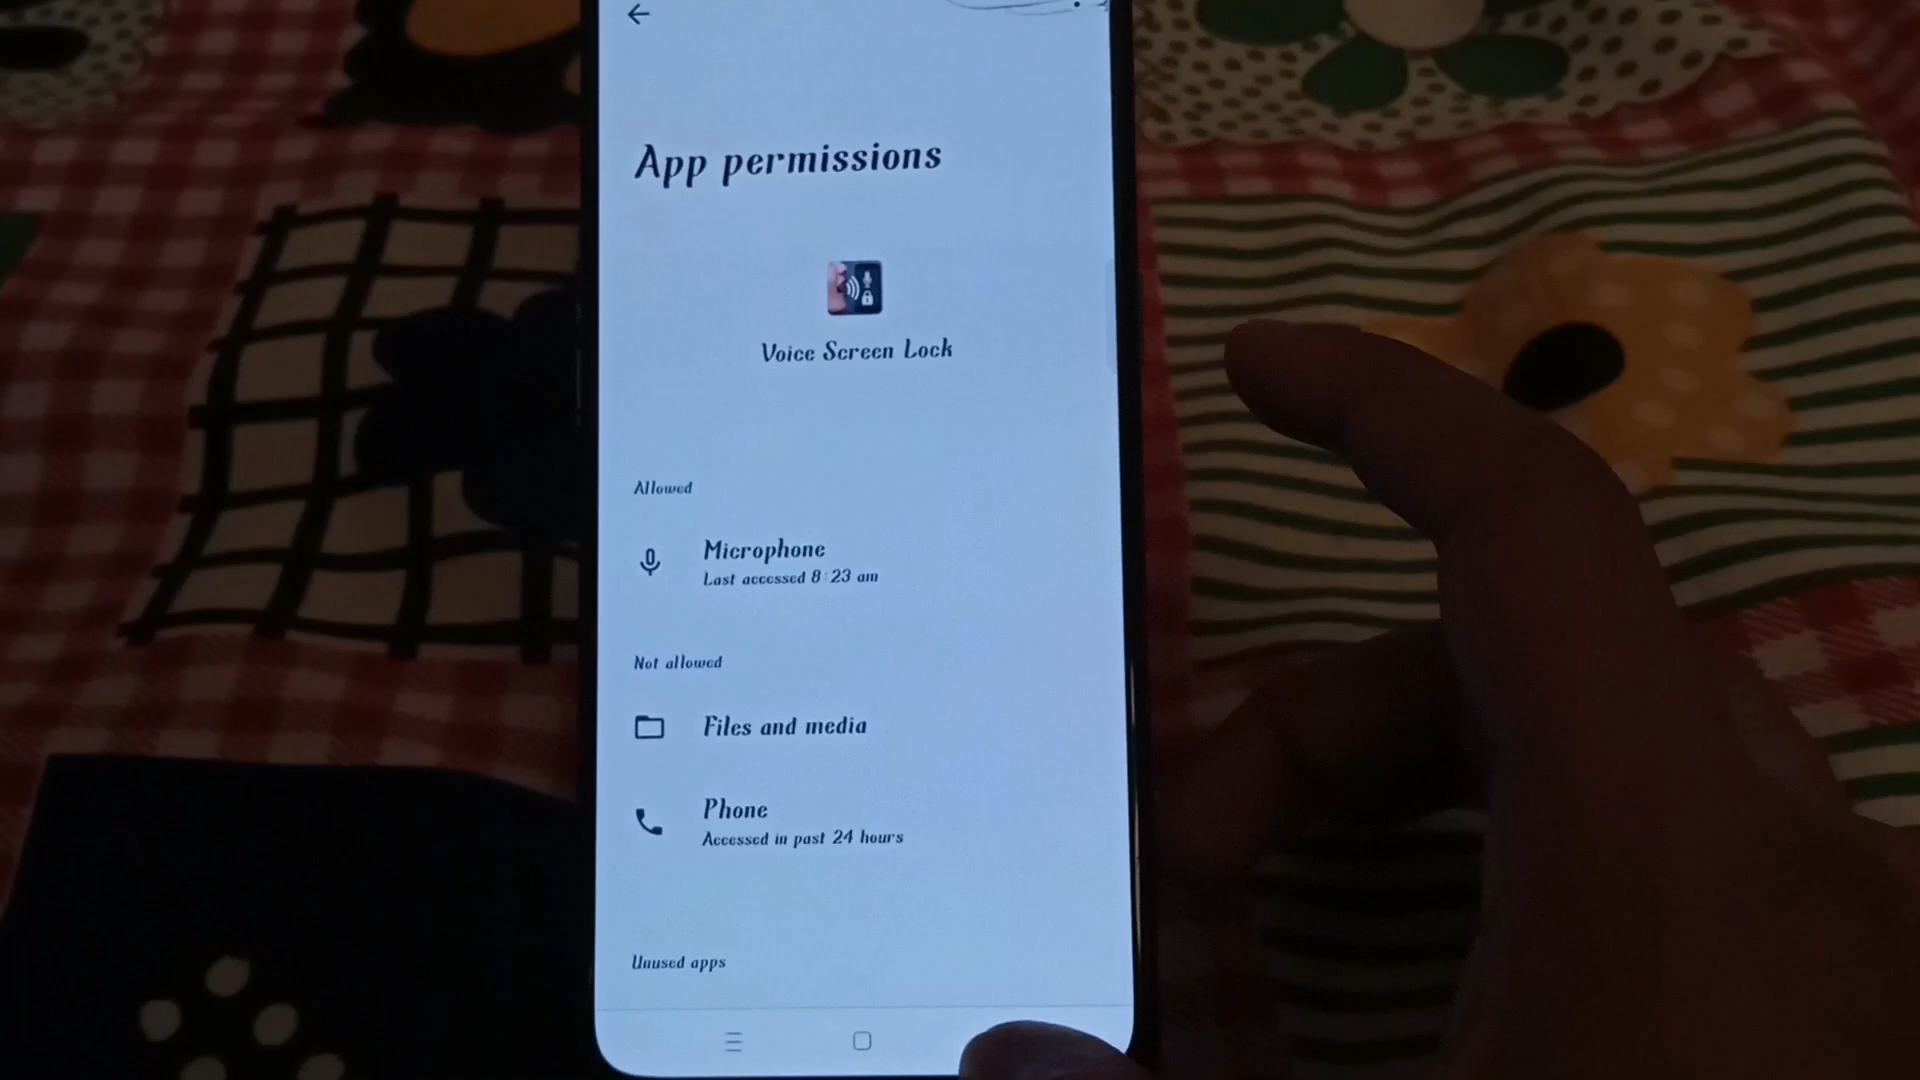 App permissions
Voice Screen Lock
Allowed
Microphone
Last accessed 8:23 am
Not allowed
Files and media
Phone
Accessed in past 24 hours
Unused apps